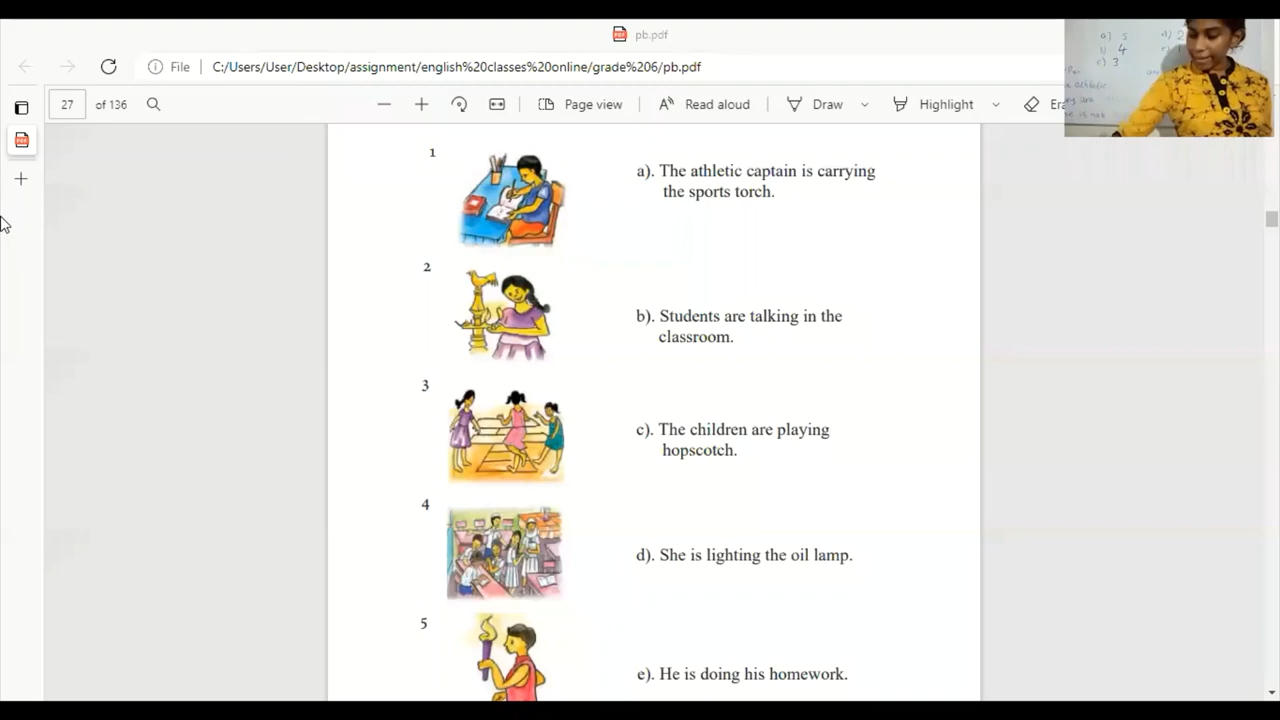 pb.pdf
File C:/Users/User/Desktop/assignment/english%20classes%20online/grade%206/pb.pdf
27 of 136 Page view Read aloud Draw Highlight
1
a). The athletic captain is carrying
the sports torch.
2
b). Students are talking in the
classroom.
3
c). The children are playing
hopscotch.
4
d). She is lighting the oil lamp.
5
e). He is doing his homework.
a) 5
4
c) 3